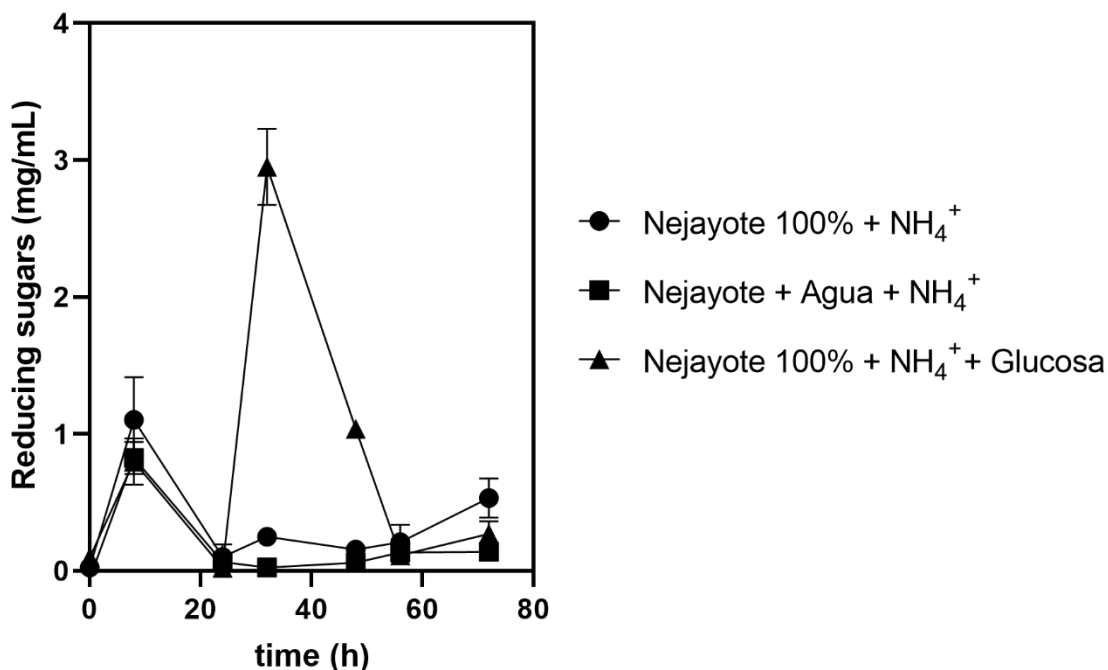 4
3
2
1
0
Reducing sugars (mg/mL)
0 20 40 60 80
time (h)
Nejayote 100% + NH₄⁺
Nejayote + Agua + NH₄⁺
Nejayote 100% + NH₄⁺ + Glucosa